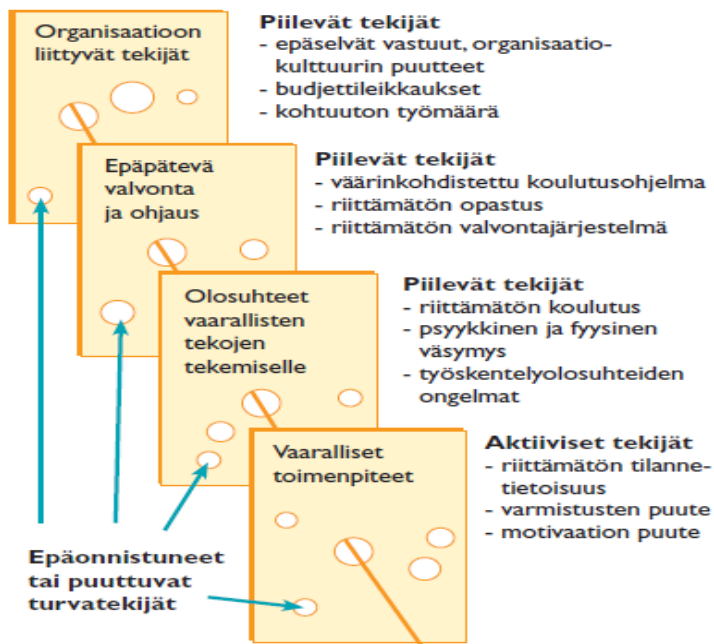 Organisaatioon
liittyvät tekijät
Piilevät tekijät
- epäselvät vastuut, organisaatio-
kulttuurin puutteet
- budjettileikkaukset
- kohtuuton työmäärä
Epäpätevä
valvonta
ja ohjaus
Piilevät tekijät
- väärinkohdistettu koulutusohjelma
- riittämätön opastus
- riittämätön valvontajärjestelmä
Olosuhteet
vaarallisten
tekojen
tekemiselle
Piilevät tekijät
- riittämätön koulutus
- psyykkinen ja fyysinen
väsymys
- työskentelyolosuhteiden
ongelmat
Vaaralliset
toimenpiteet
Aktiiviset tekijät
- riittämätön tilanne-
tietoisuus
- varmistusten puute
- motivaation puute
Epäonnistuneet
tai puuttuvat
turvatekijät